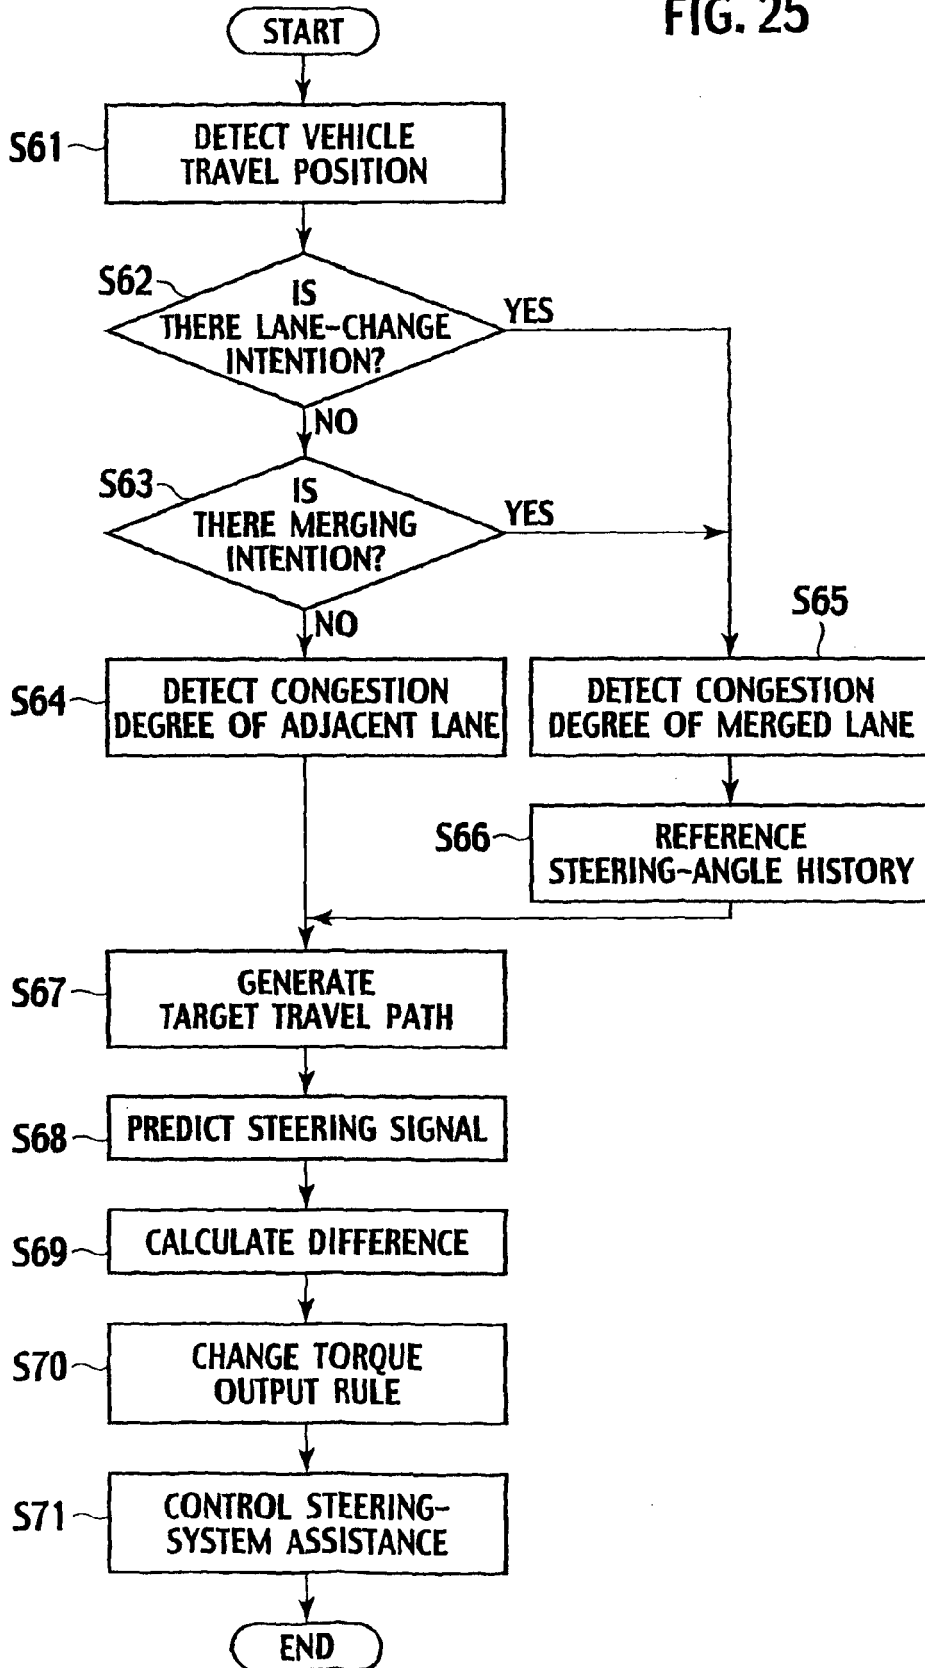 FIG. 25
START
S61
DETECT VEHICLE
TRAVEL POSITION
S62
IS
THERE LANE-CHANGE
INTENTION?
YES
NO
S63
IS
THERE MERGING
INTENTION?
YES
NO
S64
DETECT CONGESTION
DEGREE OF ADJACENT LANE
S65
DETECT CONGESTION
DEGREE OF MERGED LANE
S66
REFERENCE
STEERING-ANGLE HISTORY
S67
GENERATE
TARGET TRAVEL PATH
S68
PREDICT STEERING SIGNAL
S69
CALCULATE DIFFERENCE
S70
CHANGE TORQUE
OUTPUT RULE
S71
CONTROL STEERING-
SYSTEM ASSISTANCE
END